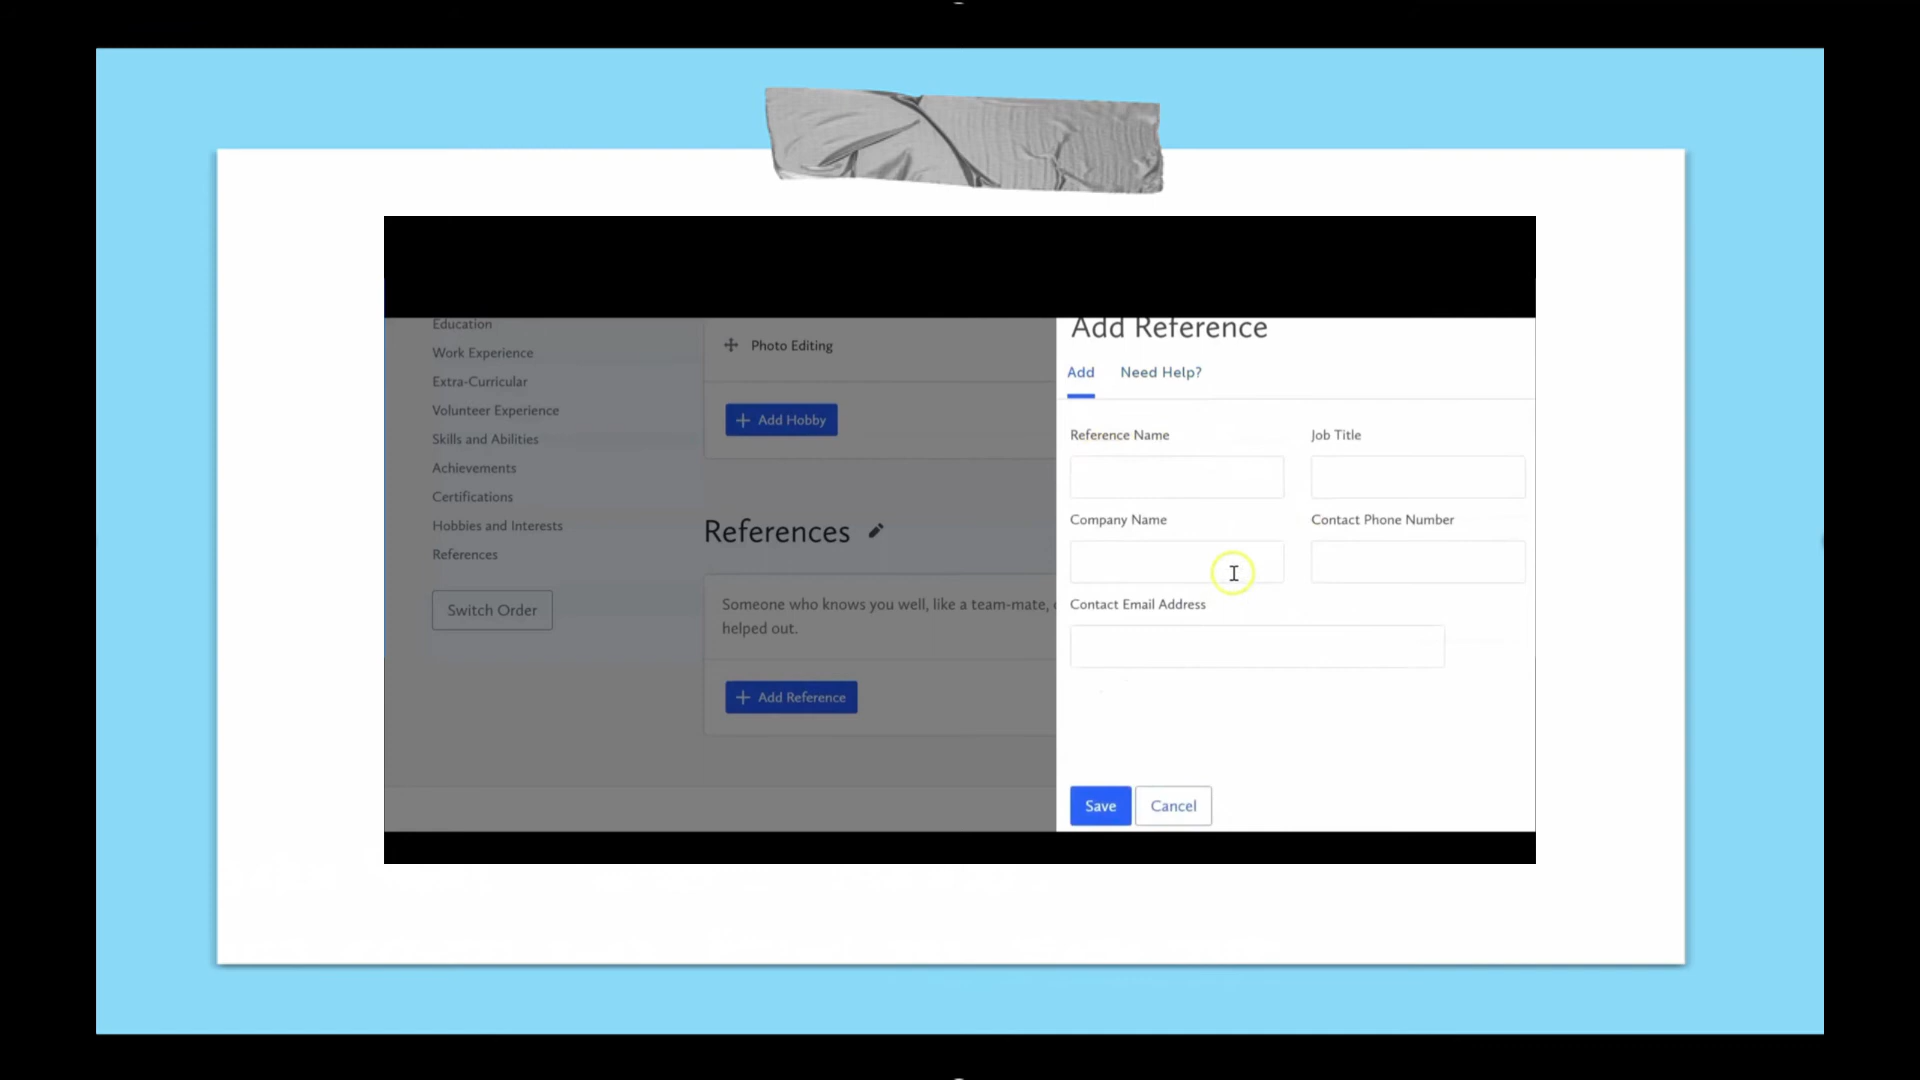 Education
Work Experience
Extra-Curricular
Volunteer Experience
Skills and Abilities
Achievements
Certifications
Hobbies and Interests
References
Switch Order
Photo Editing
Add Hobby
References
Someone who knows you well, like a team-mate,
helped out.
Add Reference
Add Reference
Add Need Help?
Reference Name Job Title
Company Name Contact Phone Number
Contact Email Address
Save Cancel